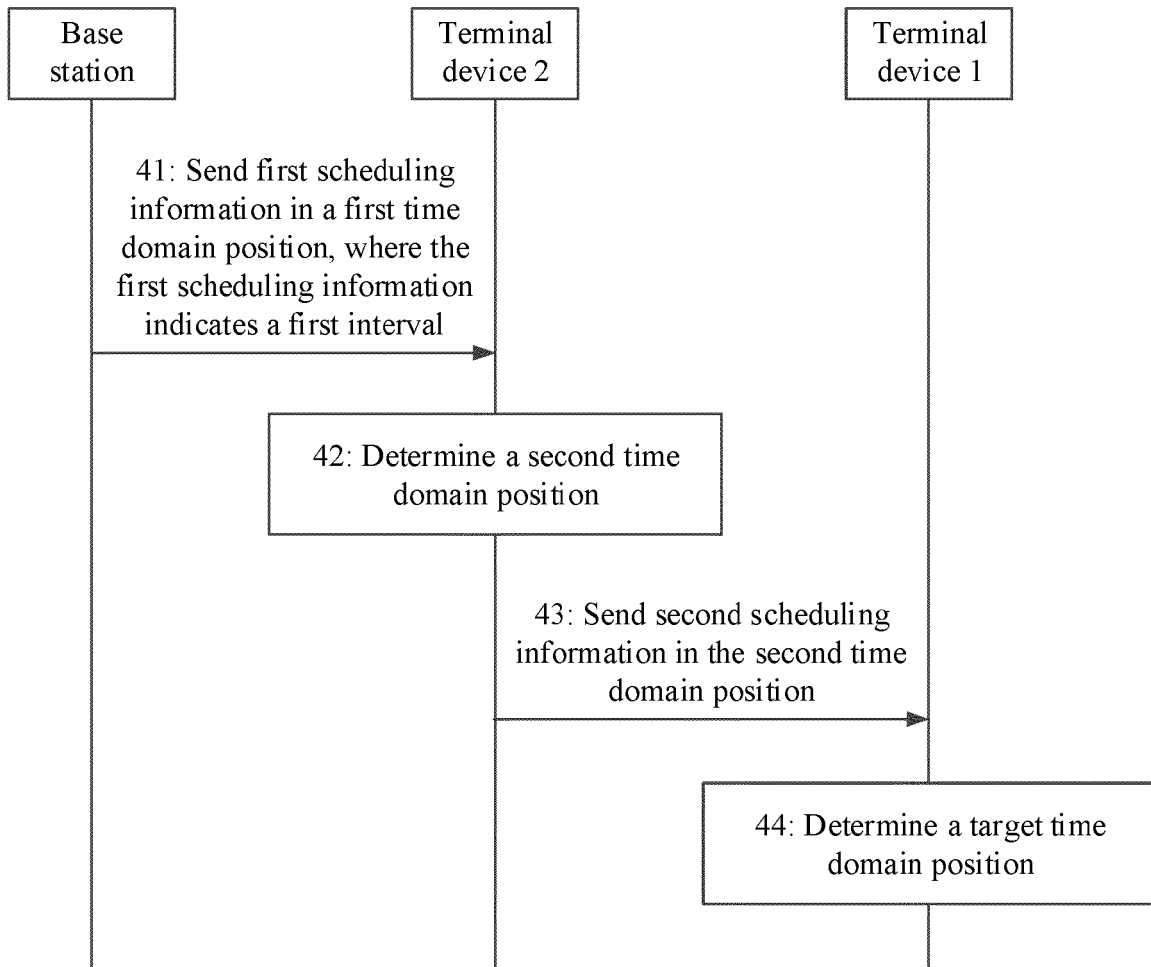 Base
station
Terminal
device 2
Terminal
device 1
41: Send first scheduling
information in a first time
domain position, where the
first scheduling information
indicates a first interval
42: Determine a second time
domain position
43: Send second scheduling
information in the second time
domain position
44: Determine a target time
domain position